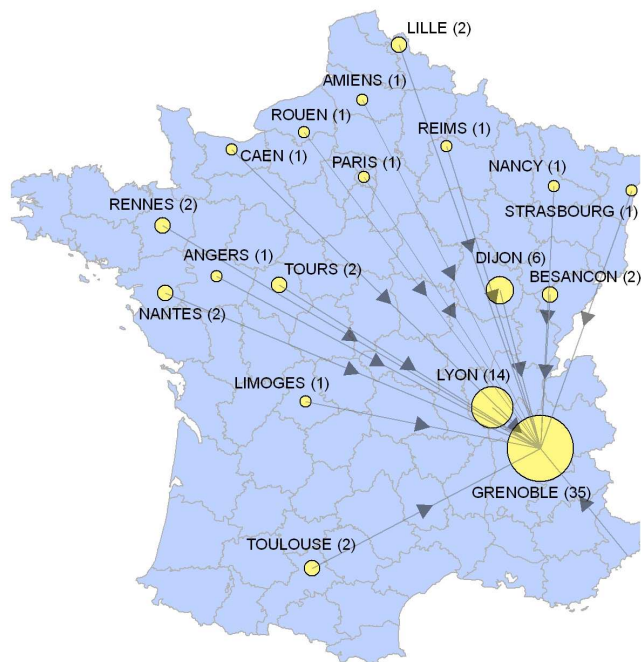 LILLE (2)
AMIENS (1)
ROUEN (1)
REIMS (1)
CAEN (1)
PARIS (1)
NANCY (1)
RENNES (2)
STRASBOURG (1)
ANGERS (1)
TOURS (2)
DIJON (6)
BESANCON (2)
NANTES (2)
LYON (14)
LIMOGES (1)
GRENOBLE (35)
TOULOUSE (2)